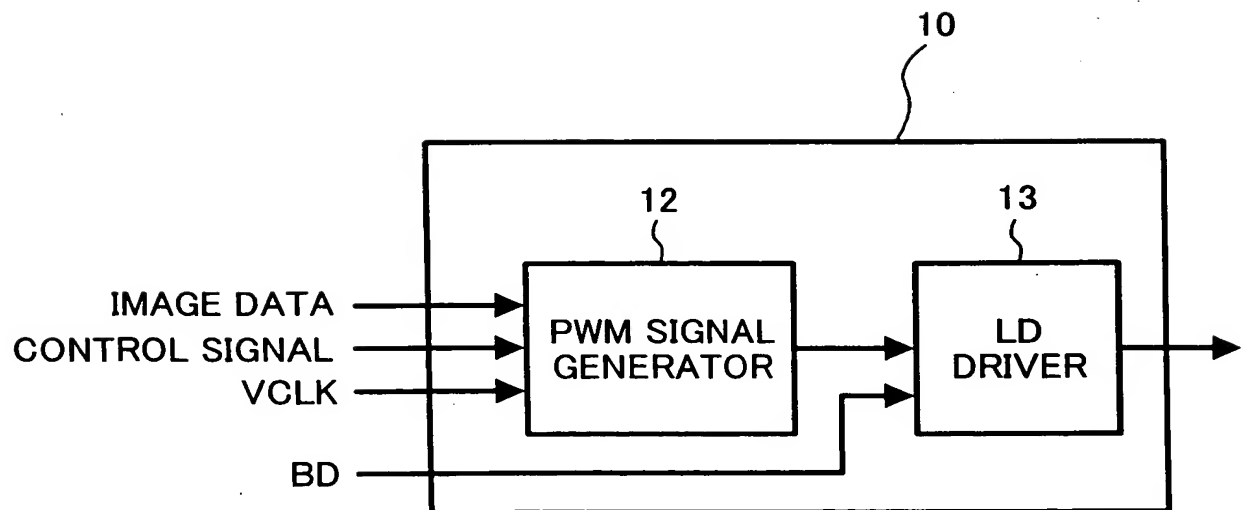 10
12
13
IMAGE DATA
CONTROL SIGNAL
VCLK
BD
PWM SIGNAL
GENERATOR
LD
DRIVER